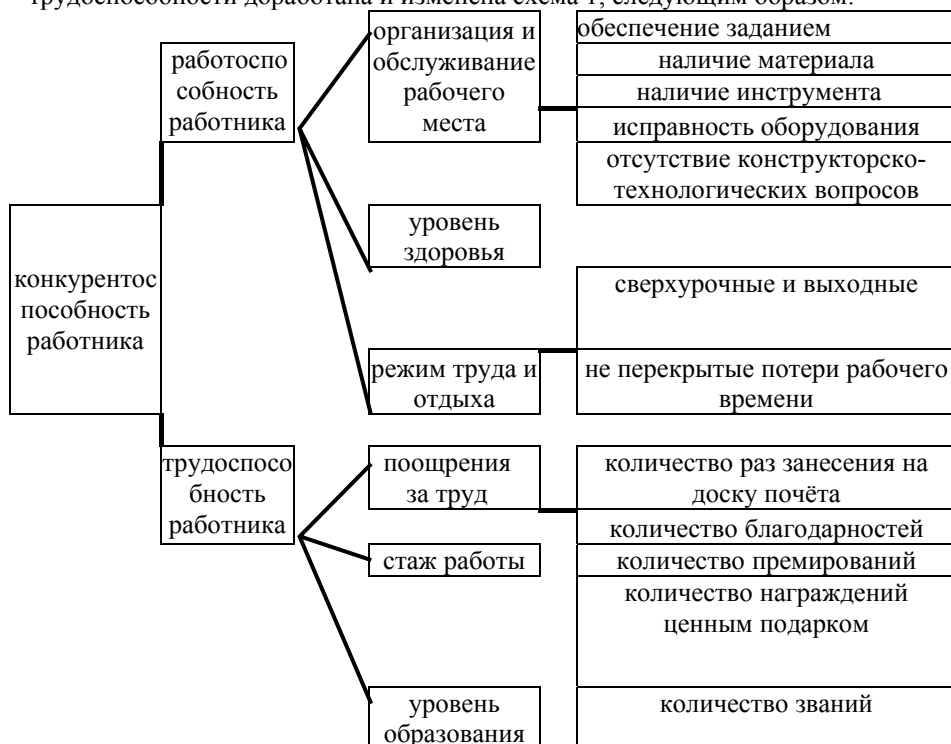 трудоспособности доработана и изменена схема 1, следующим образом:
организация и
обслуживание
рабочего
места
обеспечение заданием
наличие материала
наличие инструмента
исправность оборудования
отсутствие конструкторско-
технологических вопросов
работоспо
собность
работника
уровень
здоровья
конкурентос
пособность
работника
сверхурочные и выходные
режим труда и
отдыха
не перекрытые потери рабочего
времени
трудоспосо
бность
работника
поощрения
за труд
количество раз занесения на
доску почёта
количество благодарностей
стаж работы
количество премирований
количество награждений
ценным подарком
уровень
образования
количество званий